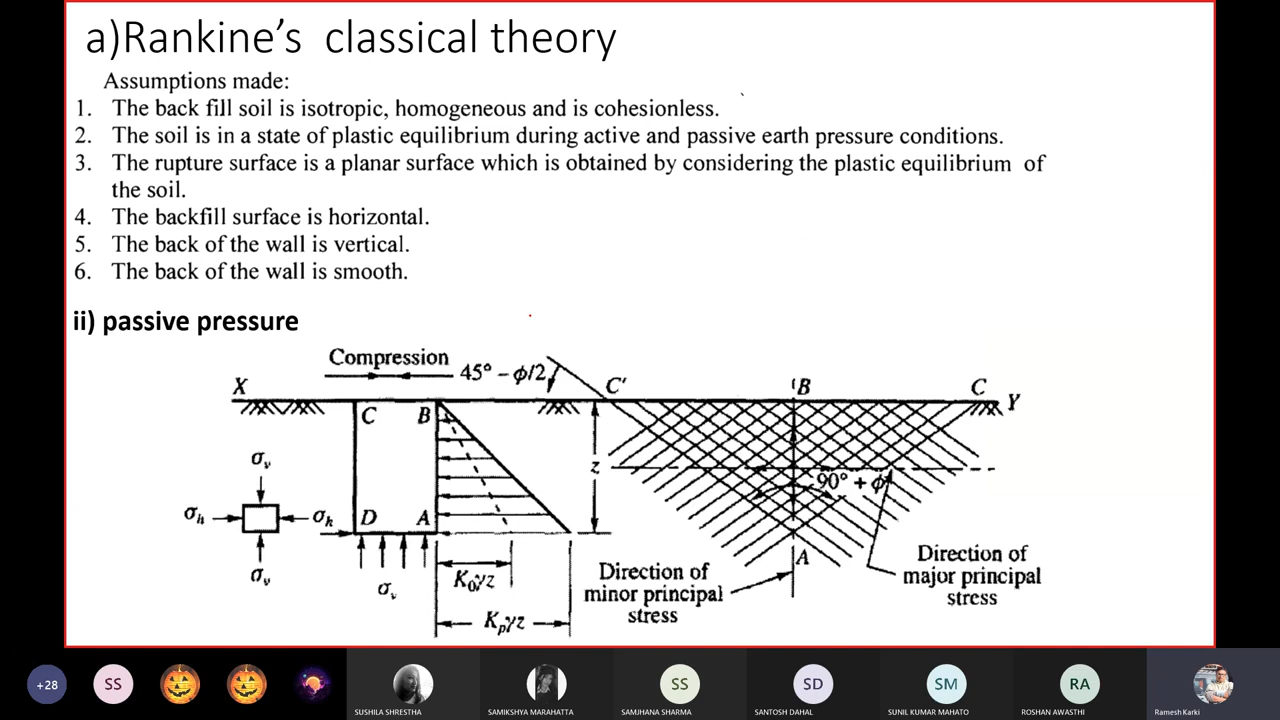 a)Rankine's classical theory
Assumptions made:
1. The back fill soil is isotropic, homogeneous and is cohesionless.
2. The soil is in a state of plastic equilibrium during active and passive earth pressure conditions.
3. The rupture surface is a planar surface which is obtained by considering the plastic equilibrium of
the soil.
4. The backfill surface is horizontal.
5. The back of the wall is vertical.
6. The back of the wall is smooth.
ii) passive pressure
Compression
45° – ϕ/2
X
C′
B
C
Y
C
B
σv
z
90° + ϕ
σh
σh
D
A
A
σv
σv
K0γz
Kpγz
Direction of
minor principal
stress
Direction of
major principal
stress
+28
SS
SS
SD
SM
RA
SUSHILA SHRESTHA
SAMIKSHYA MARAHATTA
SAMJHANA SHARMA
SANTOSH DAHAL
SUNIL KUMAR MAHATO
ROSHAN AWASTHI
Ramesh Karki